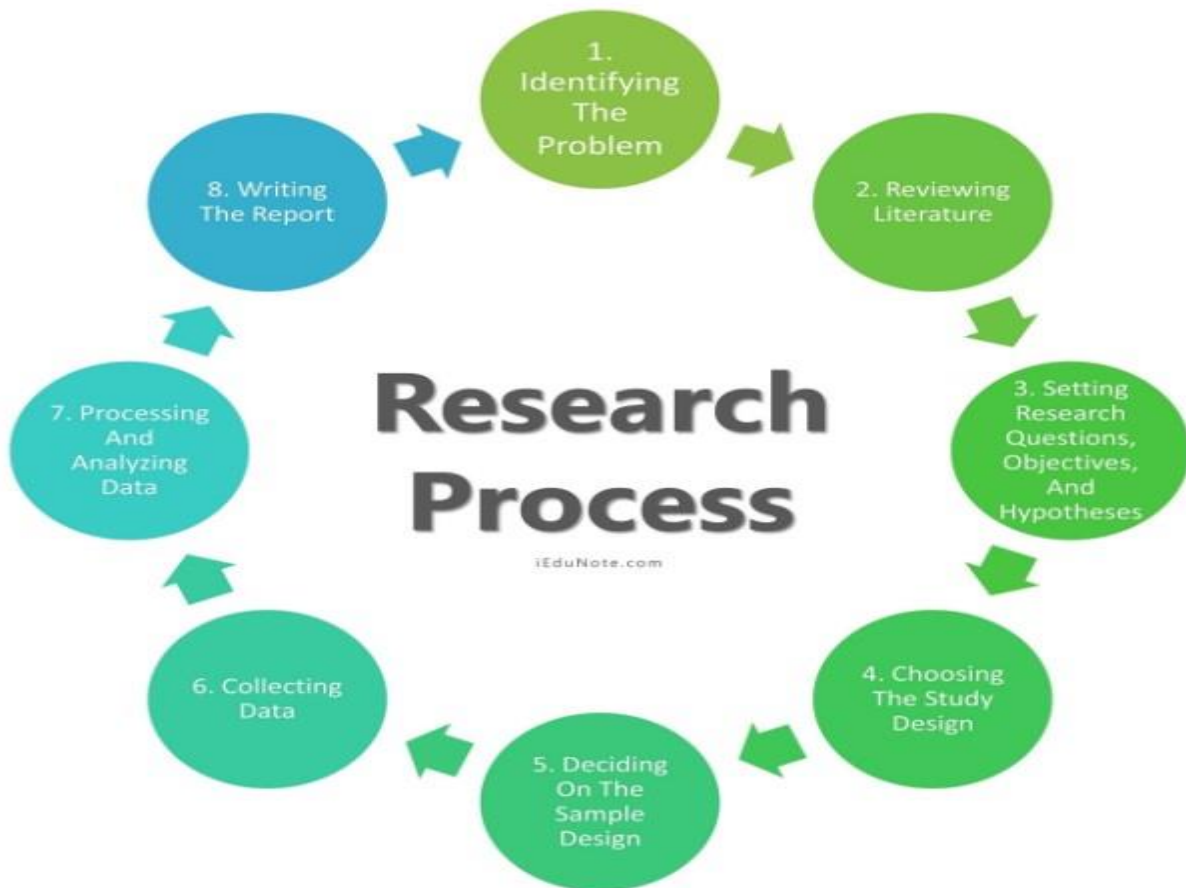 1.
Identifying
The
Problem
2. Reviewing
Literature
3. Setting
Research
Questions,
Objectives,
And
Hypotheses
4. Choosing
The Study
Design
5. Deciding
On The
Sample
Design
6. Collecting
Data
7. Processing
And
Analyzing
Data
8. Writing
The Report
Research
Process
iEduNote.com